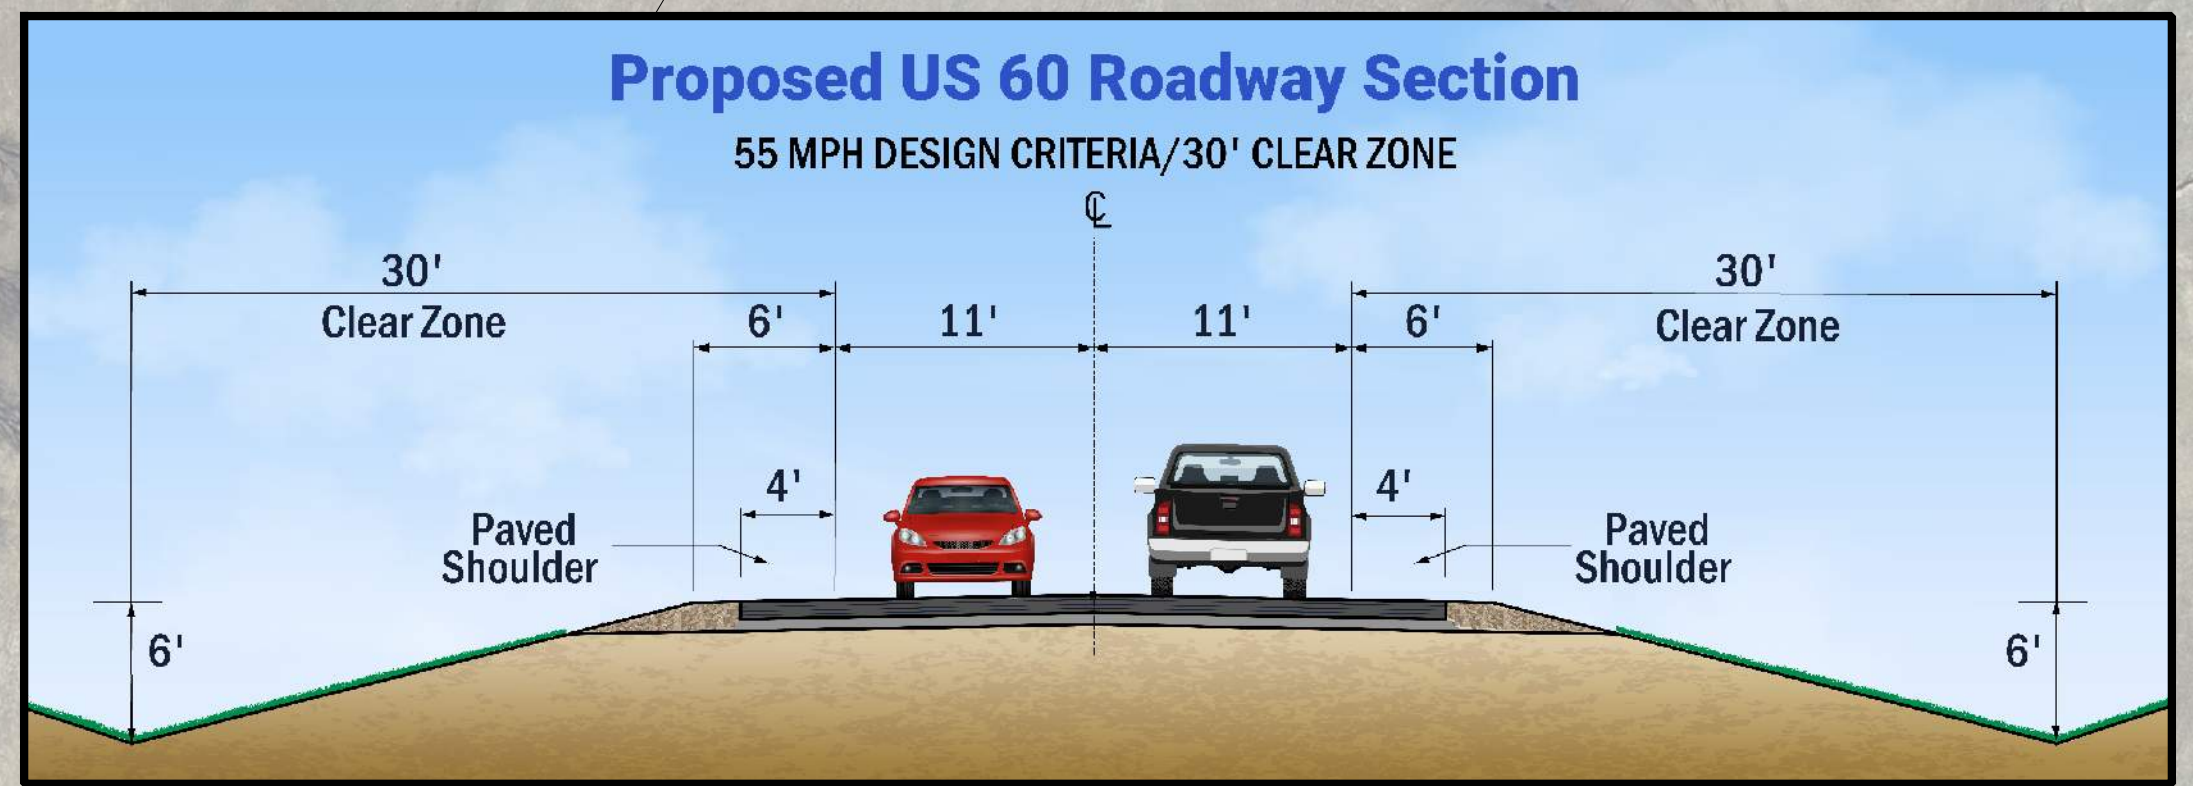 Proposed US 60 Roadway Section
55 MPH DESIGN CRITERIA/30' CLEAR ZONE
℄
30'
Clear Zone
6'
11'
11'
6'
30'
Clear Zone
4'
4'
Paved
Shoulder
Paved
Shoulder
6'
6'